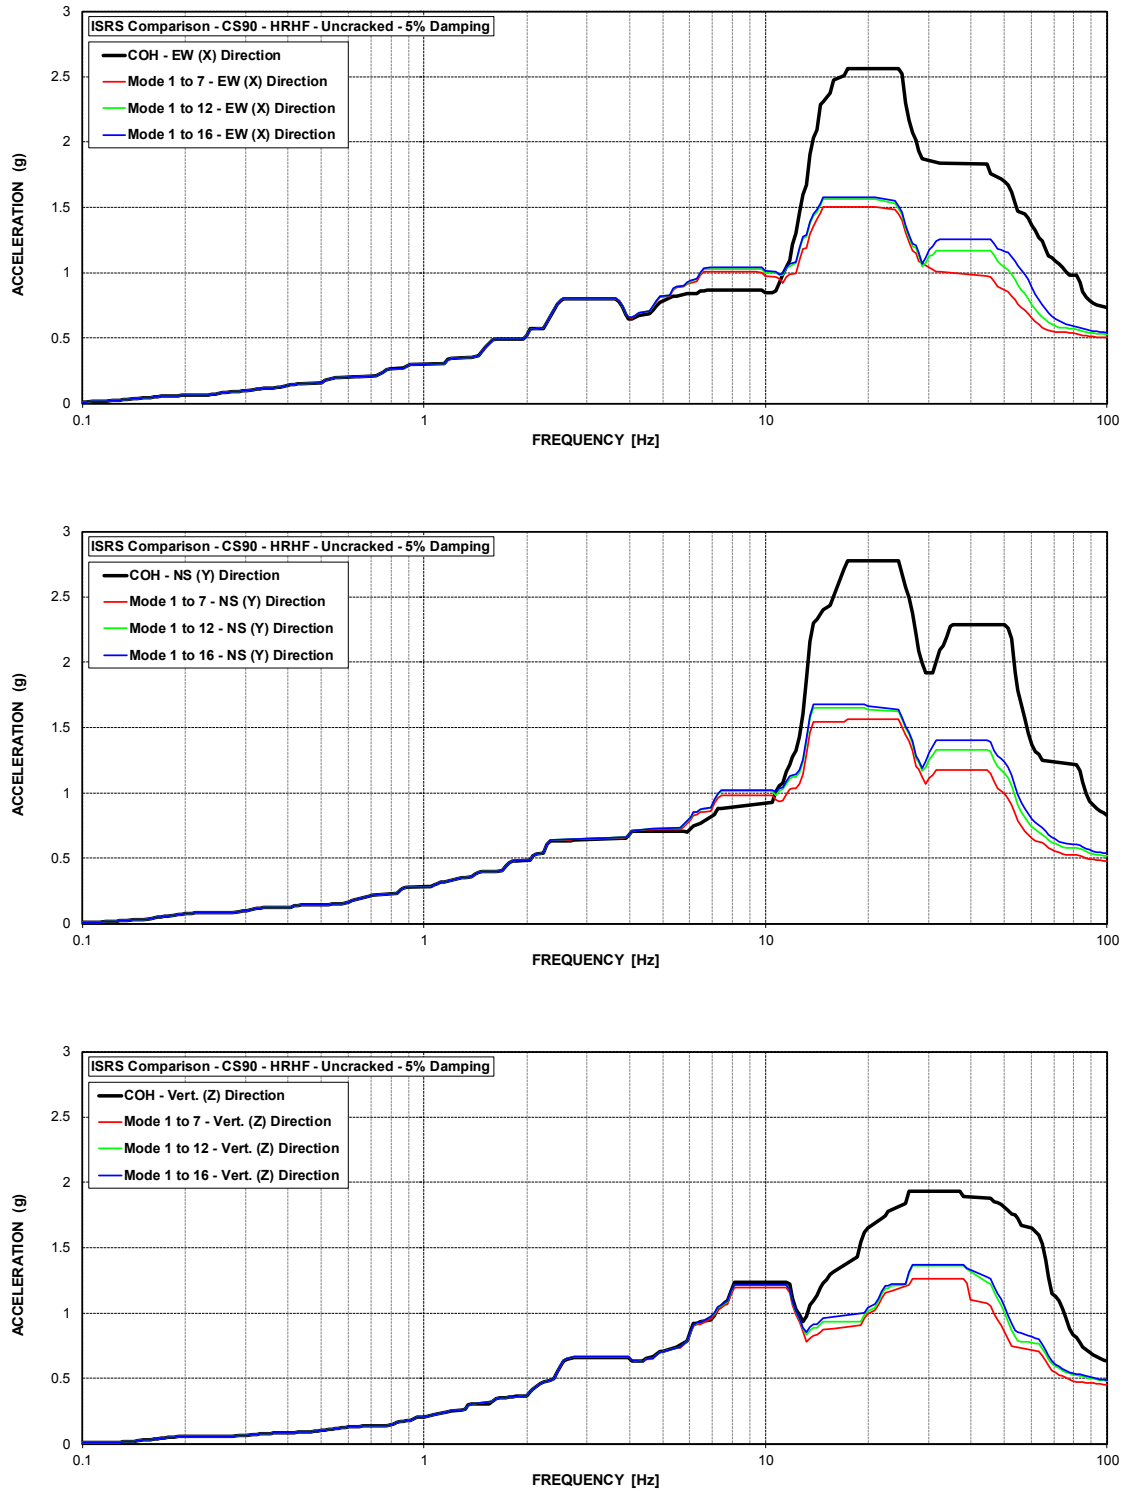 ISRS Comparison - CS90 - HRHF - Uncracked - 5% Damping
COH - EW (X) Direction
Mode 1 to 7 - EW (X) Direction
Mode 1 to 12 - EW (X) Direction
Mode 1 to 16 - EW (X) Direction
3
2.5
2
1.5
1
0.5
0
ACCELERATION (g)
0.1
1
10
100
FREQUENCY [Hz]
ISRS Comparison - CS90 - HRHF - Uncracked - 5% Damping
COH - NS (Y) Direction
Mode 1 to 7 - NS (Y) Direction
Mode 1 to 12 - NS (Y) Direction
Mode 1 to 16 - NS (Y) Direction
3
2.5
2
1.5
1
0.5
0
ACCELERATION (g)
0.1
1
10
100
FREQUENCY [Hz]
ISRS Comparison - CS90 - HRHF - Uncracked - 5% Damping
COH - Vert. (Z) Direction
Mode 1 to 7 - Vert. (Z) Direction
Mode 1 to 12 - Vert. (Z) Direction
Mode 1 to 16 - Vert. (Z) Direction
3
2.5
2
1.5
1
0.5
0
ACCELERATION (g)
0.1
1
10
100
FREQUENCY [Hz]